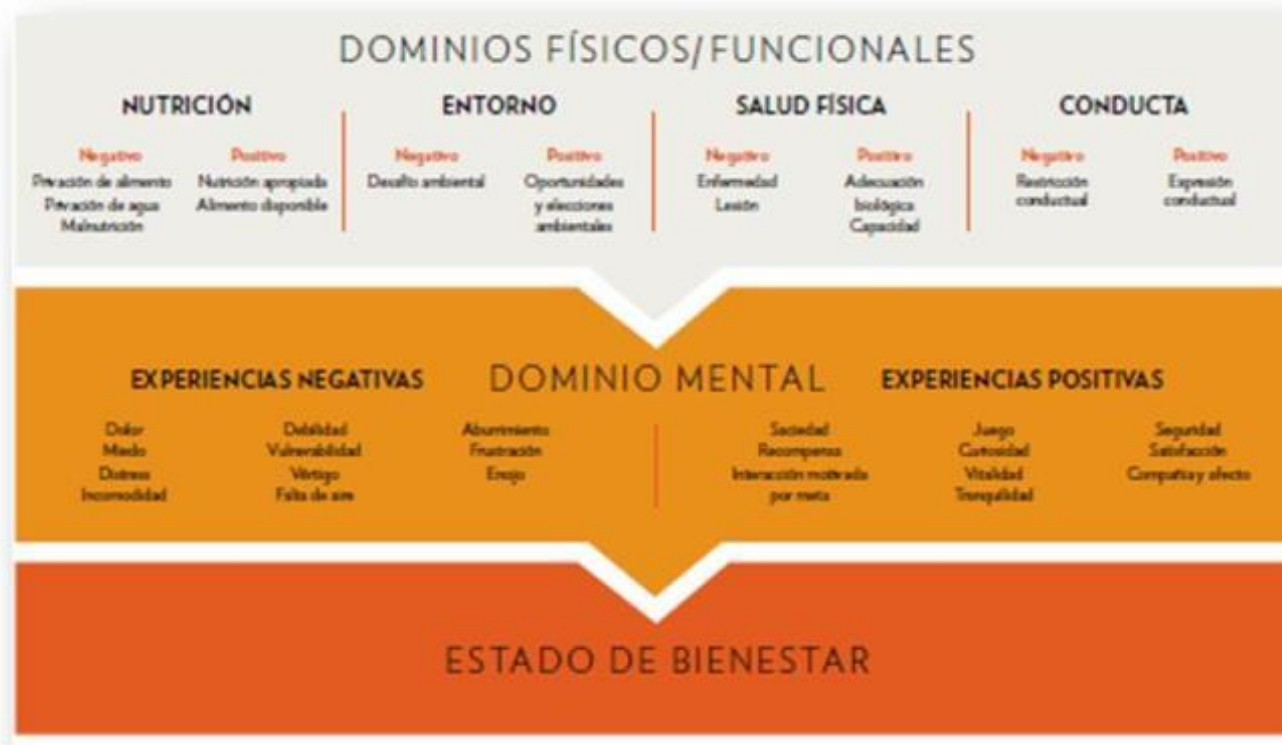 DOMINIOS FÍSICOS/FUNCIONALES
NUTRICIÓN
Negativo
Privación de alimento
Privación de agua
Malnutrición
Positivo
Nutrición apropiada
Alimento disponible
ENTORNO
Negativo
Desafío ambiental
Positivo
Oportunidades
y elecciones
ambientales
SALUD FÍSICA
Negativo
Enfermedad
Lesión
Positivo
Adecuación
biológica
Capacidad
CONDUCTA
Negativo
Restricción
conductual
Positivo
Expresión
conductual
DOMINIO MENTAL
EXPERIENCIAS NEGATIVAS
Dolor
Miedo
Distress
Incomodidad
Debilidad
Vulnerabilidad
Vértigo
Falta de aire
Aburrimiento
Frustración
Enojo
EXPERIENCIAS POSITIVAS
Saciedad
Recompensa
Interacción motivada
por meta
Juego
Curiosidad
Vitalidad
Tranquilidad
Seguridad
Satisfacción
Compañia y afecto
ESTADO DE BIENESTAR